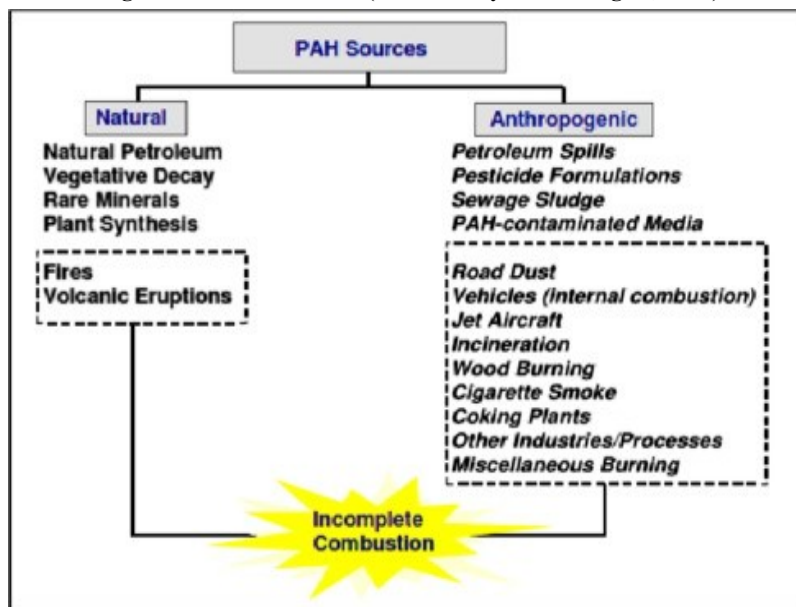 PAH Sources
Natural
Natural Petroleum
Vegetative Decay
Rare Minerals
Plant Synthesis
Fires
Volcanic Eruptions
Anthropogenic
Petroleum Spills
Pesticide Formulations
Sewage Sludge
PAH-contaminated Media
Road Dust
Vehicles (internal combustion)
Jet Aircraft
Incineration
Wood Burning
Cigarette Smoke
Coking Plants
Other Industries/Processes
Miscellaneous Burning
Incomplete
Combustion